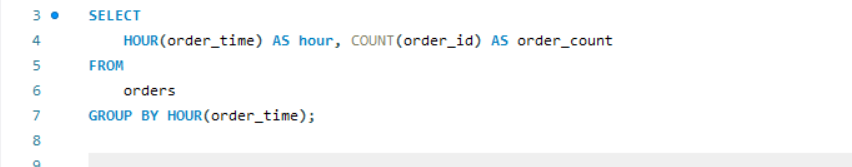 3 SELECT
4 HOUR(order_time) AS hour, COUNT(order_id) AS order_count
5 FROM
6 orders
7 GROUP BY HOUR(order_time);
8
9